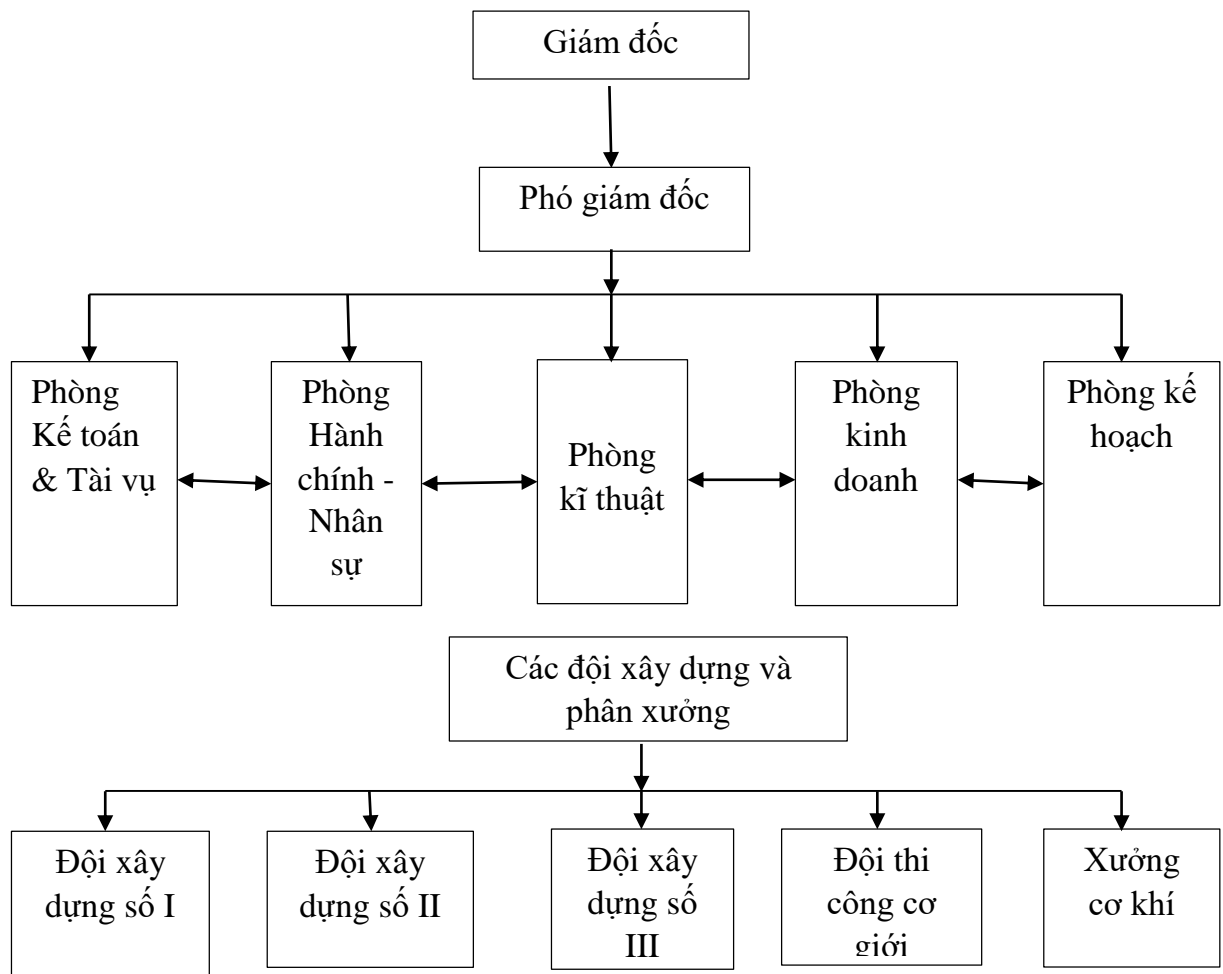 Giám đốc
Phó giám đốc
Phòng
Kế toán
& Tài vụ
Phòng
Hành
chính -
Nhân
sự
Phòng
kĩ thuật
Phòng
kinh
doanh
Phòng kế
hoạch
Các đội xây dựng và
phân xưởng
Đội xây
dựng số I
Đội xây
dựng số II
Đội xây
dựng số
III
Đội thi
công cơ
giới
Xưởng
cơ khí